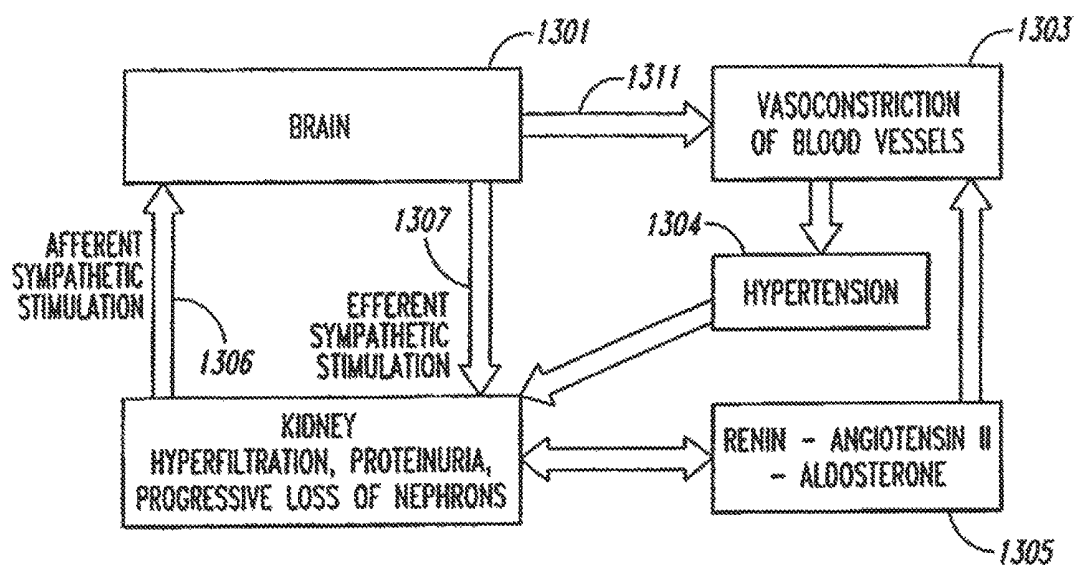 1301
1303
BRAIN
1311
VASOCONSTRICTION
OF BLOOD VESSELS
1307
1304
AFFERENT
SYMPATHETIC
STIMULATION
HYPERTENSION
EFFERENT
SYMPATHETIC
STIMULATION
1306
KIDNEY
HYPERFILTRATION, PROTEINURIA,
PROGRESSIVE LOSS OF NEPHRONS
RENIN - ANGIOTENSIN II
- ALDOSTERONE
1305